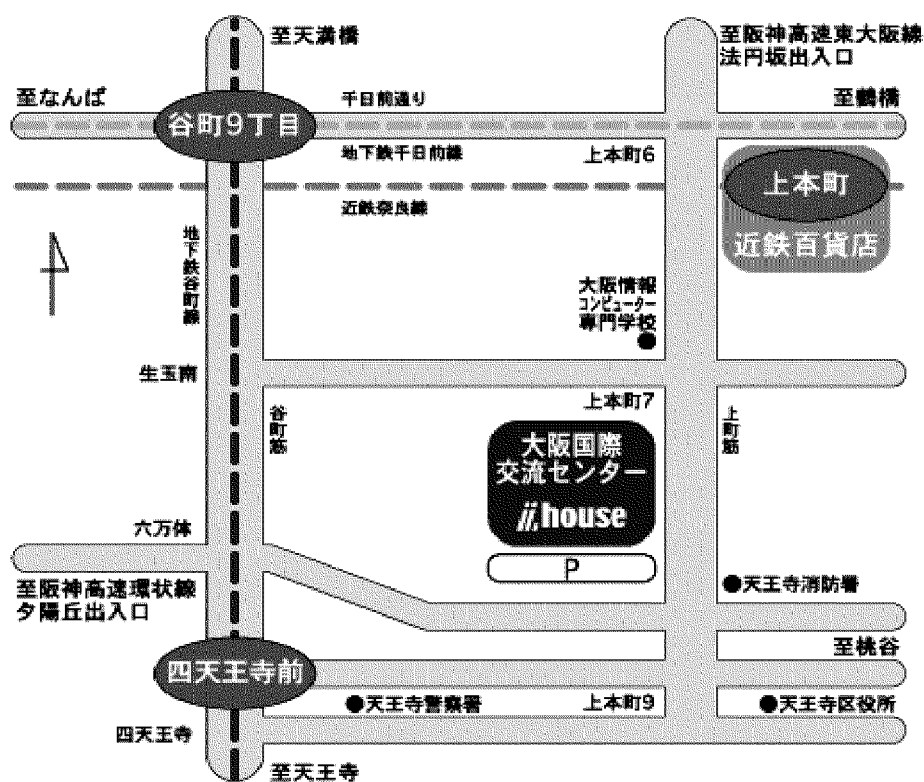 至天満橋
至阪神高速東大阪線
法円坂出入口
至なんば
千日前通り
至鶴橋
谷町9丁目
地下鉄千日前線
上本町6
上本町
近鉄奈良線
近鉄百貨店
地下鉄谷町線
大阪情報
コンピューター
専門学校
生玉南
上本町7
谷町筋
上町筋
大阪国際
交流センター
i.i.house
六万体
P
至阪神高速環状線
夕陽丘出入口
●天王寺消防署
至桃谷
四天王寺前
●天王寺警察署
上本町9
●天王寺区役所
四天王寺
至天王寺